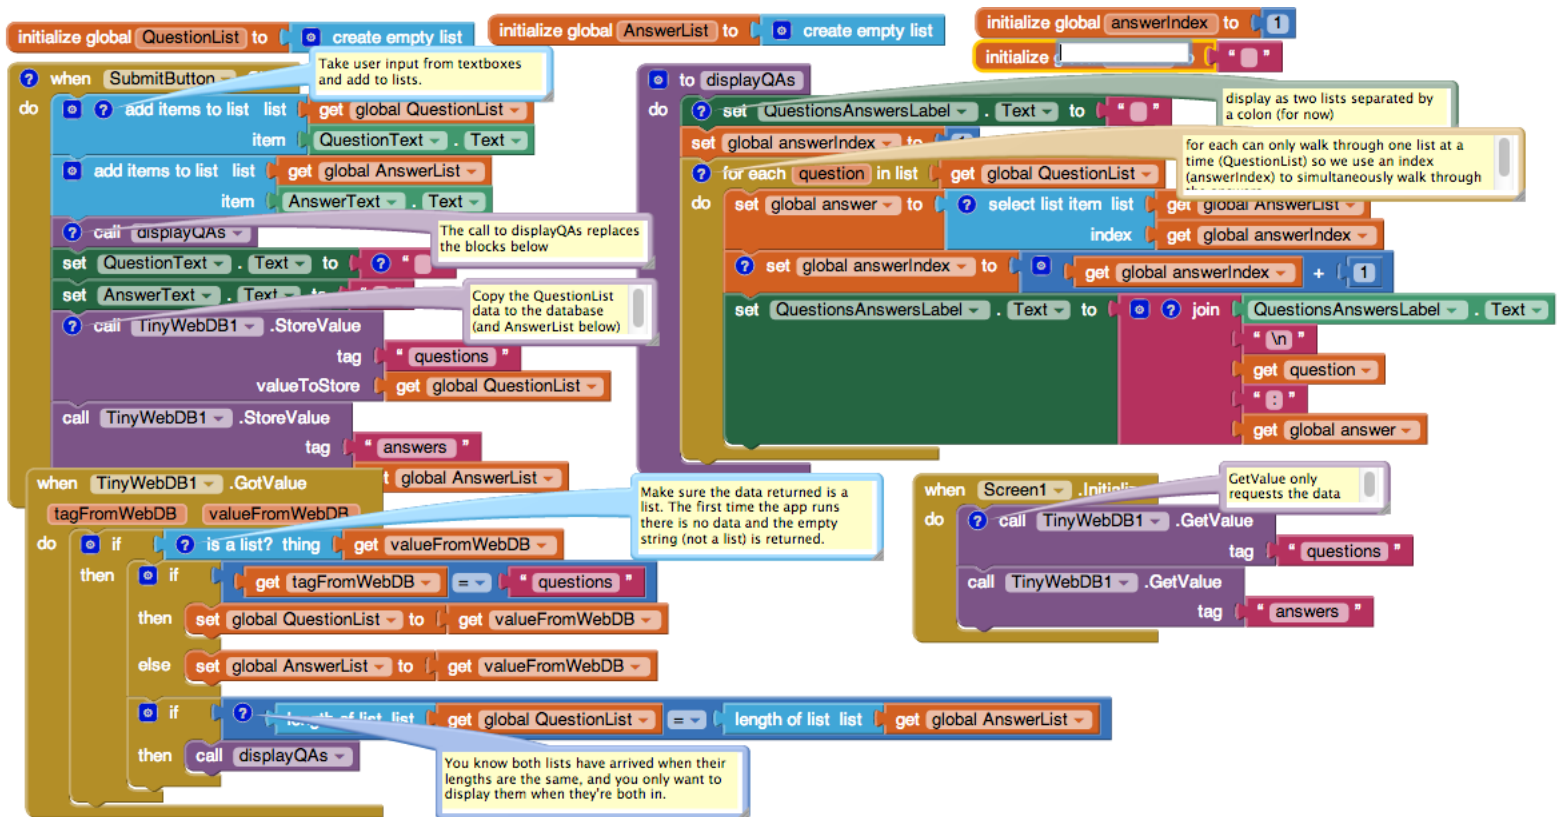 initialize global QuestionList to create empty list
initialize global AnswerList to create empty list
initialize global answerIndex to 1
initialize to " "
when SubmitButton
Take user input from textboxes
and add to lists.
do add items to list list get global QuestionList
item QuestionText . Text
add items to list list get global AnswerList
item AnswerText . Text
call displayQAs
The call to displayQAs replaces
the blocks below
set QuestionText . Text to "
set AnswerText . Text to
Copy the QuestionList
data to the database
(and AnswerList below)
call TinyWebDB1 .StoreValue
tag " questions "
valueToStore get global QuestionList
call TinyWebDB1 .StoreValue
tag " answers "
global AnswerList
to displayQAs
do set QuestionsAnswersLabel . Text to " "
display as two lists separated by
a colon (for now)
set global answerIndex to
for each can only walk through one list at a
time (QuestionList) so we use an index
(answerIndex) to simultaneously walk through
for each question in list get global QuestionList
do set global answer to select list item list get global AnswerList
index get global answerIndex
set global answerIndex to get global answerIndex + 1
set QuestionsAnswersLabel . Text to join QuestionsAnswersLabel . Text
" \n "
get question
" : "
get global answer
when TinyWebDB1 .GotValue
tagFromWebDB valueFromWebDB
Make sure the data returned is a
list. The first time the app runs
there is no data and the empty
string (not a list) is returned.
do if is a list? thing get valueFromWebDB
then if get tagFromWebDB = " questions "
then set global QuestionList to get valueFromWebDB
else set global AnswerList to get valueFromWebDB
if length of list list get global QuestionList = length of list list get global AnswerList
then call displayQAs
You know both lists have arrived when their
lengths are the same, and you only want to
display them when they're both in.
when Screen1 .Initialize
GetValue only
requests the data
do call TinyWebDB1 .GetValue
tag " questions "
call TinyWebDB1 .GetValue
tag " answers "